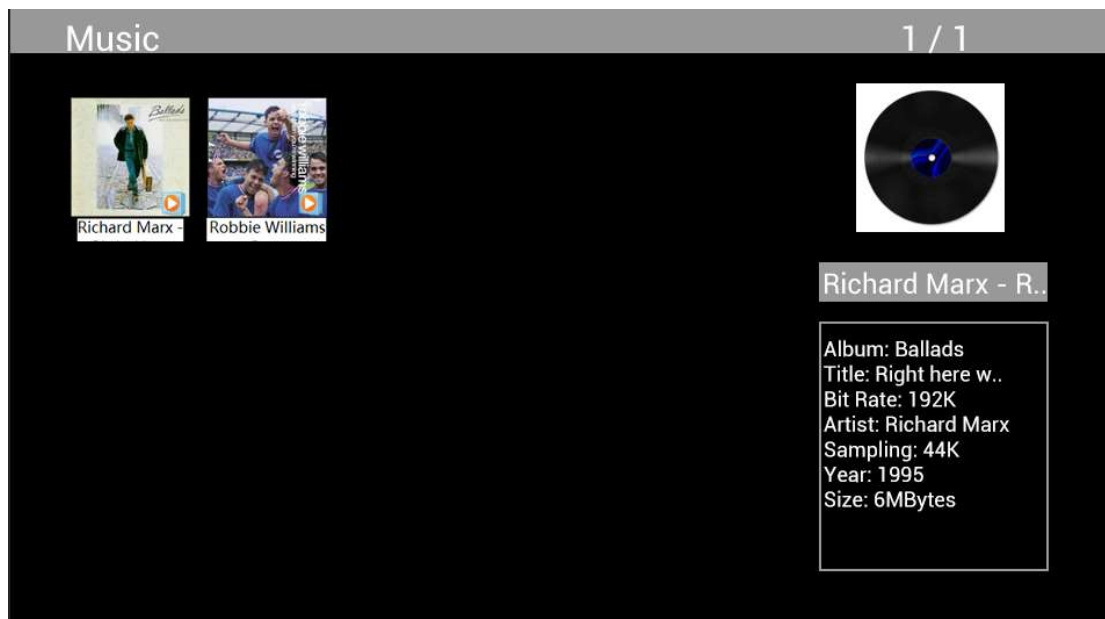 Music
1 / 1
Ballads
robbie williams
Richard Marx -
Robbie Williams
Richard Marx - R..
Album: Ballads
Title: Right here w..
Bit Rate: 192K
Artist: Richard Marx
Sampling: 44K
Year: 1995
Size: 6MBytes